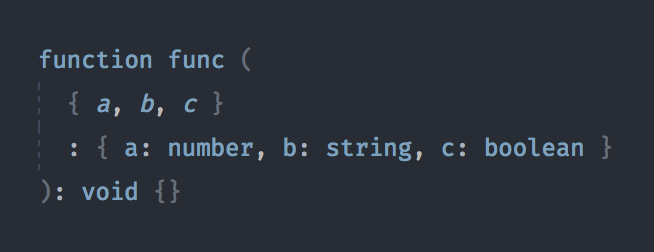 function func (
{ a, b, c }
: { a: number, b: string, c: boolean }
): void {}